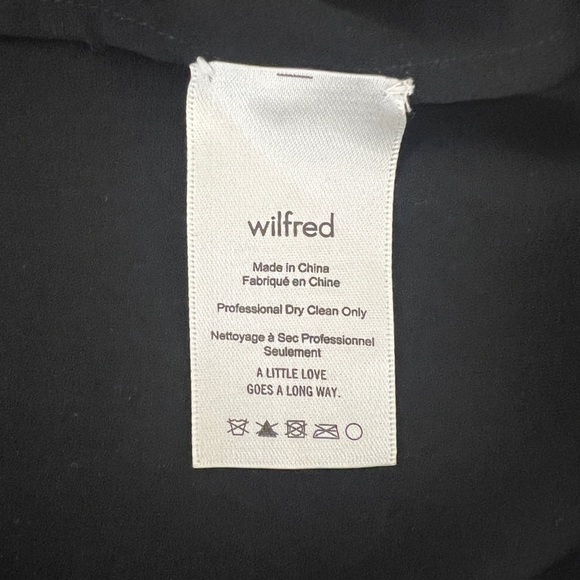 wilfred
Made in China
Fabriqué en Chine
Professional Dry Clean Only
Nettoyage à Sec Professionnel
Seulement
A LITTLE LOVE
GOES A LONG WAY.